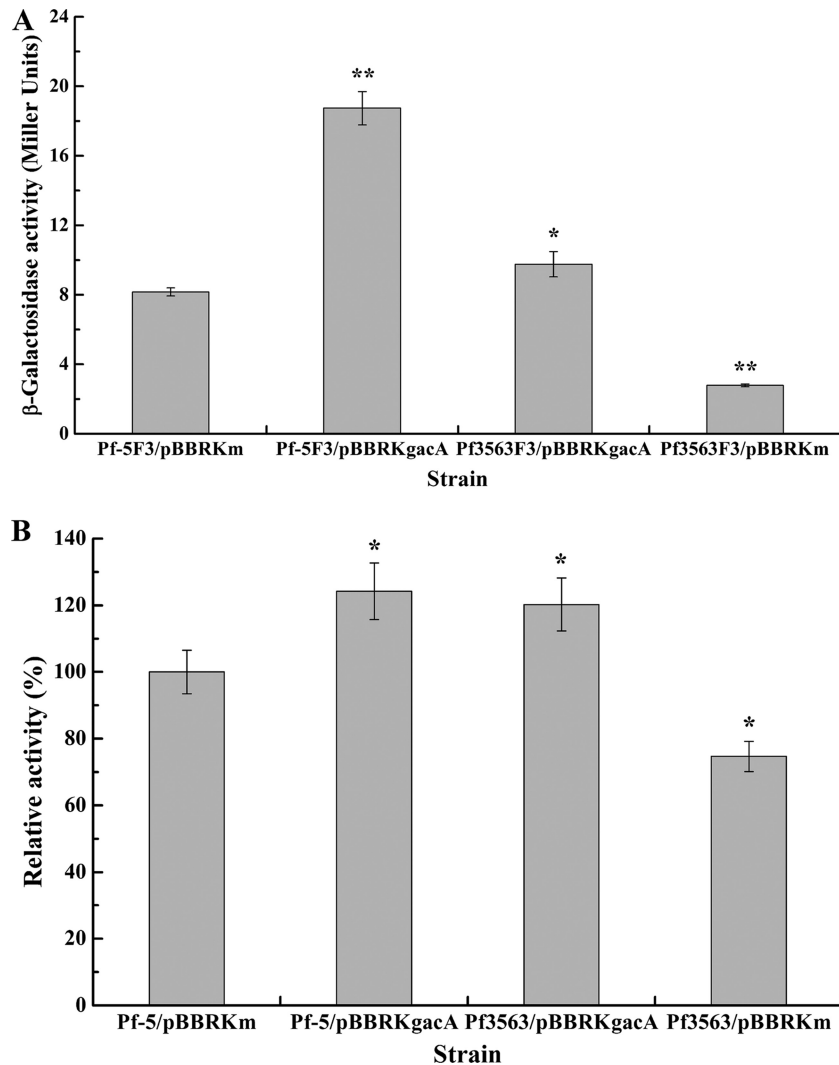 A
β-Galactosidase activity (Miller Units)
24
20
16
12
8
4
0
**
*
**
Pf-5F3/pBBRKm Pf-5F3/pBBRKgacA Pf3563F3/pBBRKgacA Pf3563F3/pBBRKm
Strain
B
Relative activity (%)
140
120
100
80
60
40
20
0
*
*
*
Pf-5/pBBRKm Pf-5/pBBRKgacA Pf3563/pBBRKgacA Pf3563/pBBRKm
Strain